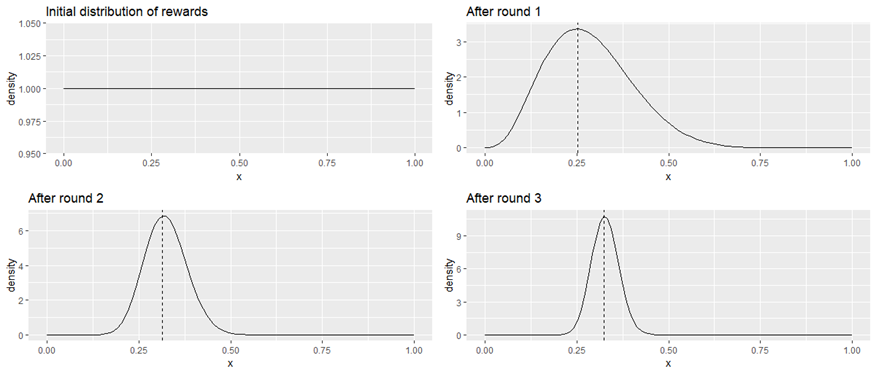 Initial distribution of rewards
1.050
1.025
1.000
0.975
0.950
density
0.00 0.25 0.50 0.75 1.00
x
After round 1
3
2
1
0
density
0.00 0.25 0.50 0.75 1.00
x
After round 2
6
4
2
0
density
0.00 0.25 0.50 0.75 1.00
x
After round 3
9
6
3
0
density
0.00 0.25 0.50 0.75 1.00
x